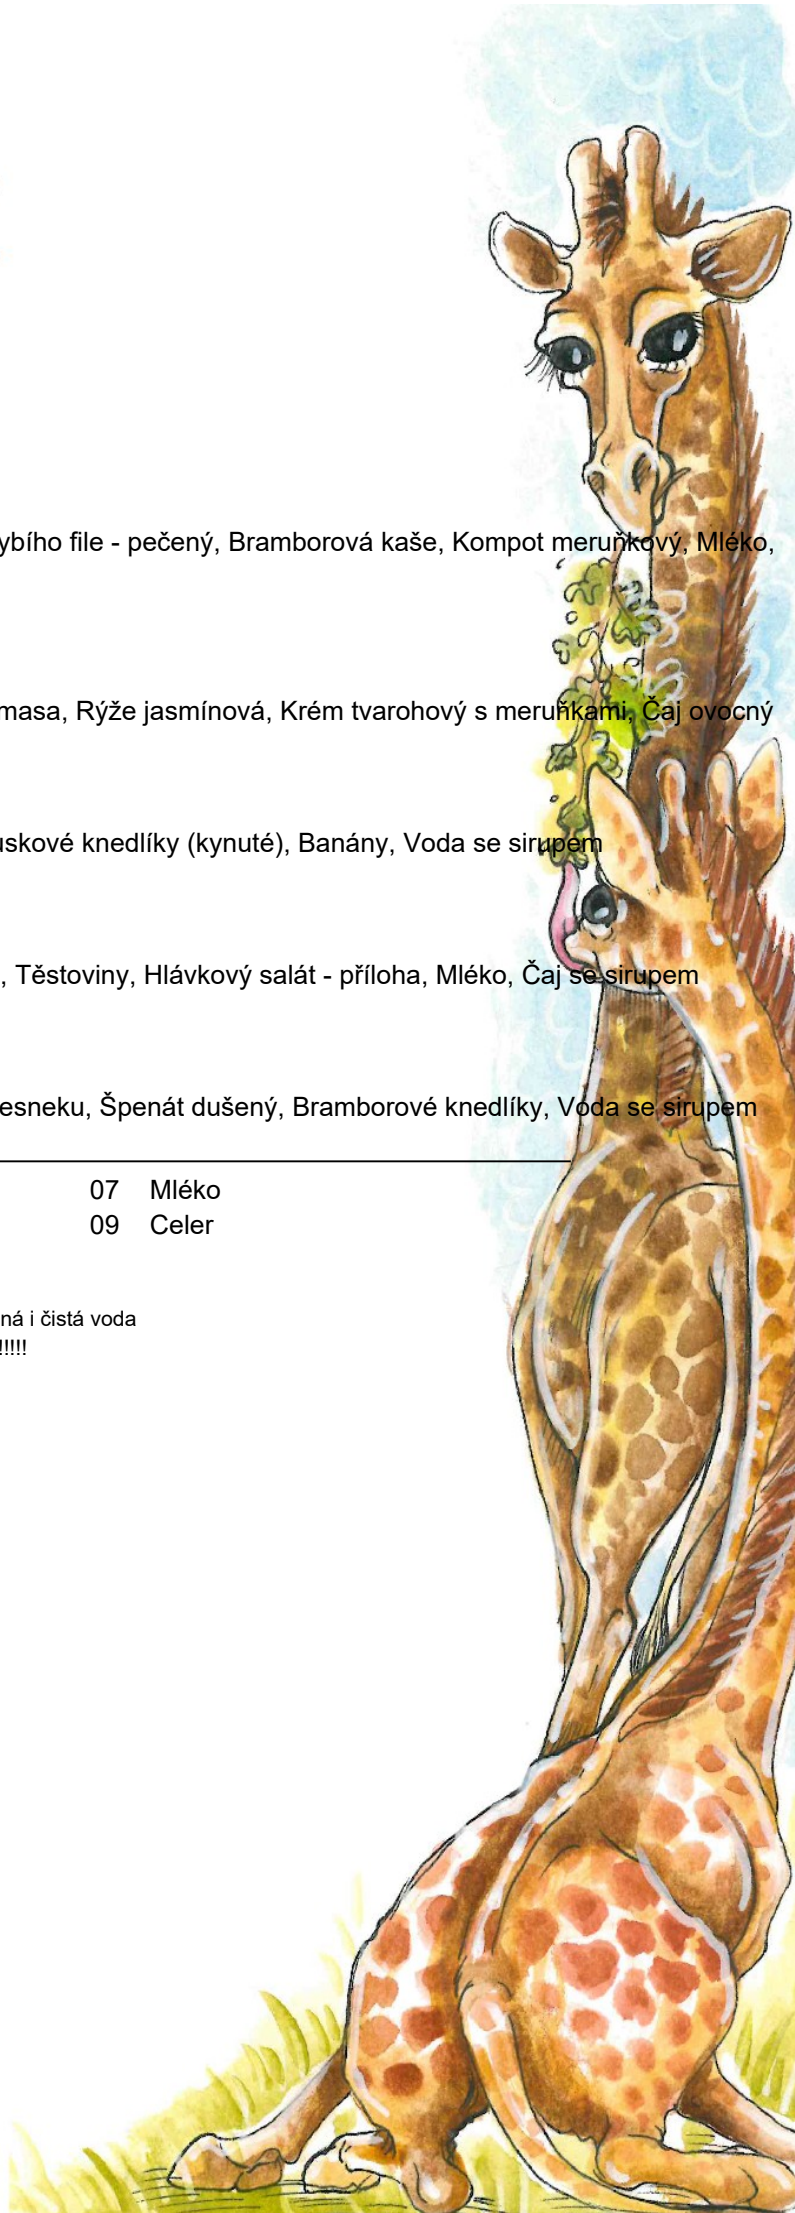 ybího file - pečený, Bramborová kaše, Kompot meruňkový, Mléko,
masa, Rýže jasmínová, Krém tvarohový s meruňkami, Čaj ovocný
uskové knedlíky (kynuté), Banány, Voda se sirupem
, Těstoviny, Hlávkový salát - příloha, Mléko, Čaj se sirupem
esneku, Špenát dušený, Bramborové knedlíky, Voda se sirupem
07 Mléko
09 Celer
ná i čistá voda
!!!!!